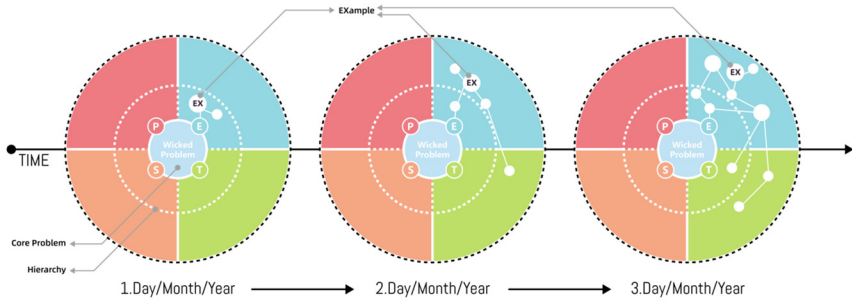 EXample
EX
P
E
Wicked
Problem
S
T
EX
P
E
Wicked
Problem
S
T
EX
P
E
Wicked
Problem
S
T
TIME
Core Problem
Hierarchy
1.Day/Month/Year
2.Day/Month/Year
3.Day/Month/Year